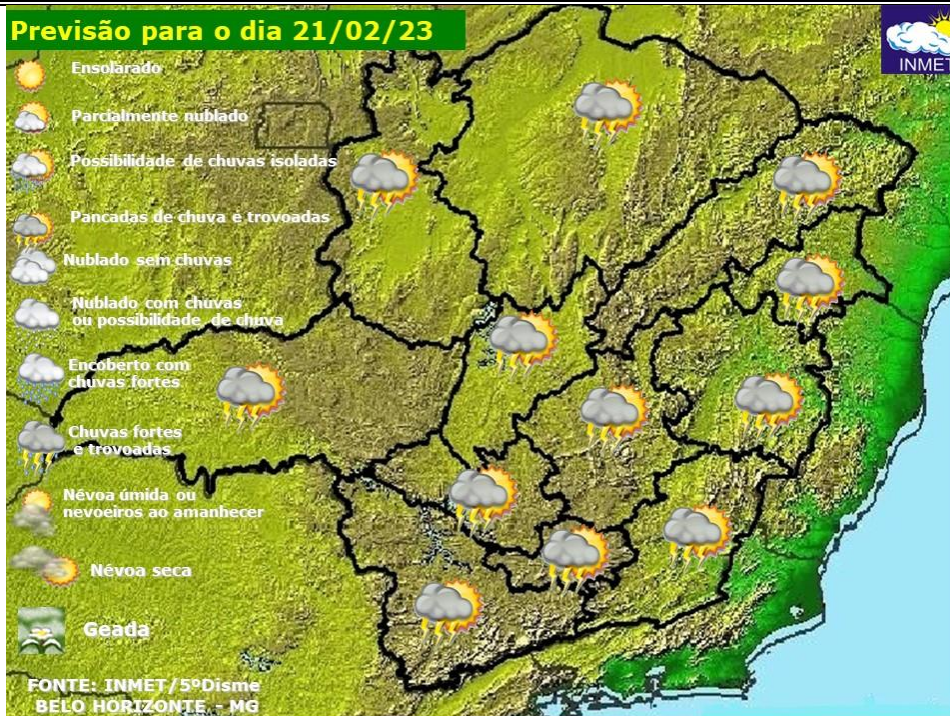 Previsão para o dia 21/02/23
INMET
Ensolarado
Parcialmente nublado
Possibilidade de chuvas isoladas
Pancadas de chuva e trovoadas
Nublado sem chuvas
Nublado com chuvas
ou possibilidade de chuva
Encoberto com
chuvas fortes
Chuvas fortes
e trovoadas
Névoa úmida ou
nevoeiros ao amanhecer
Névoa seca
Geada
FONTE: INMET/5ºDisme
BELO HORIZONTE - MG